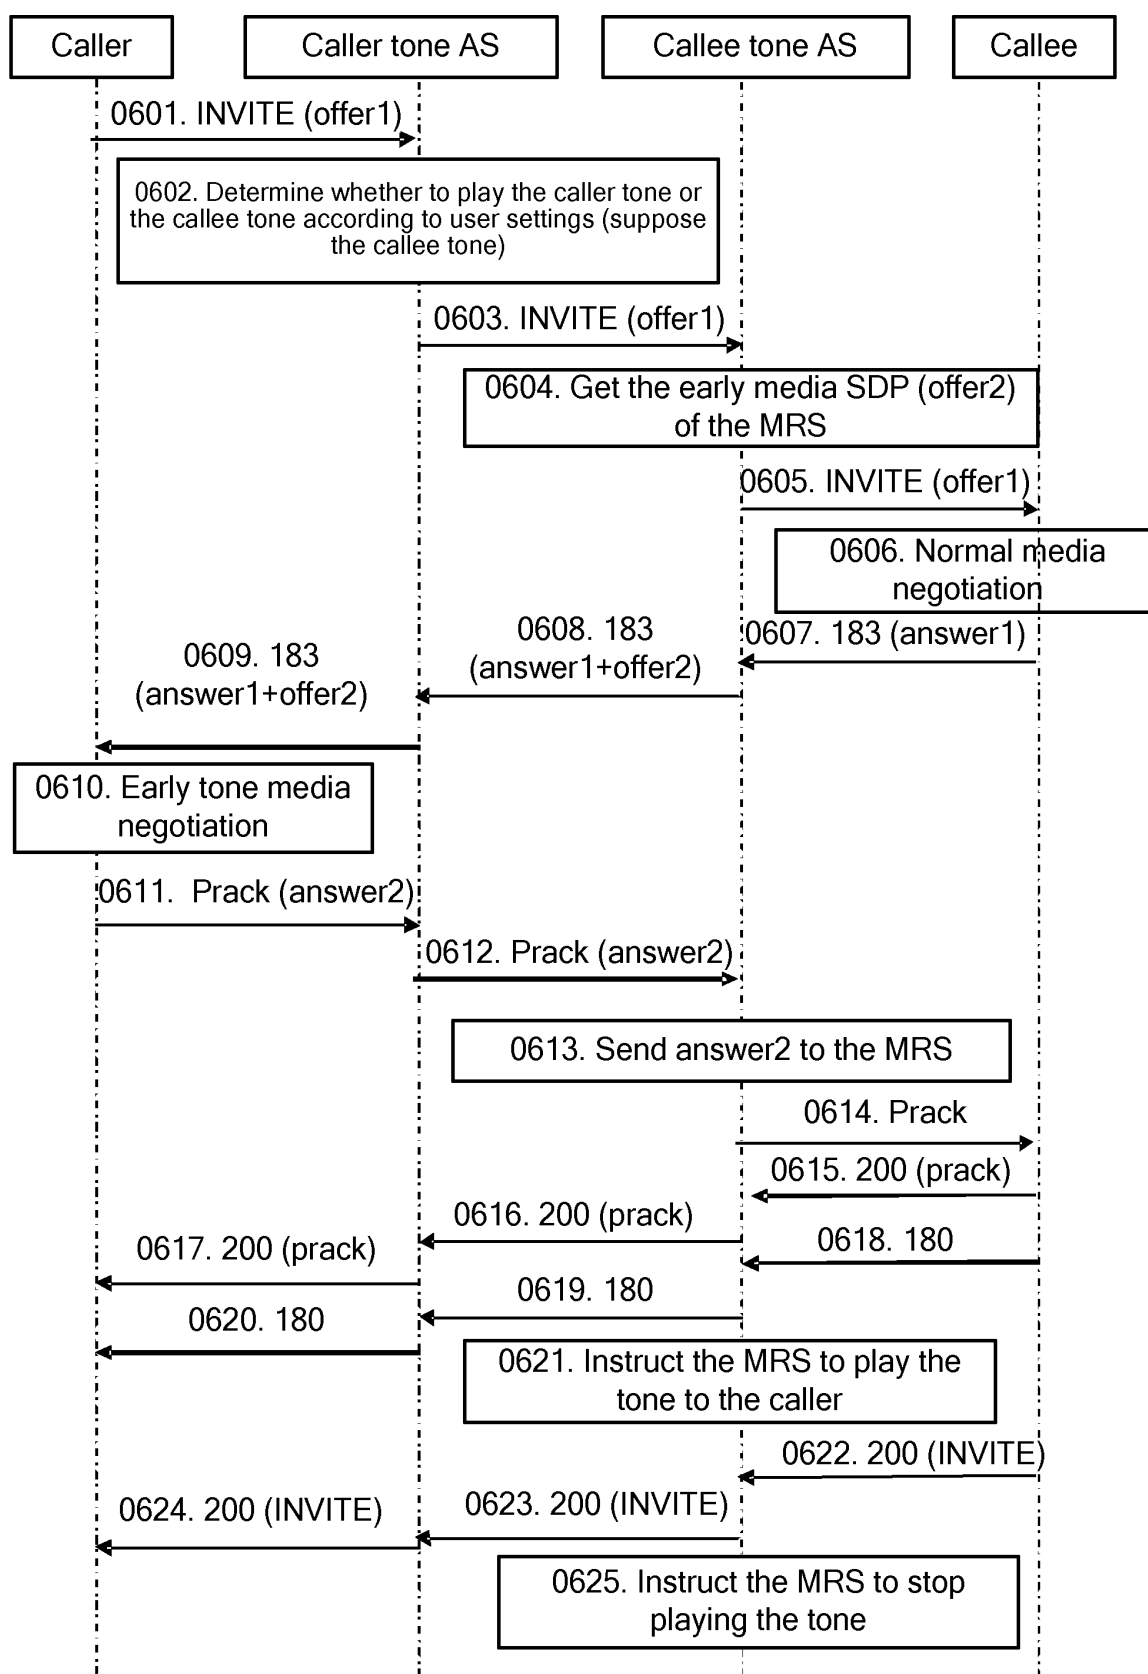 Caller
Caller tone AS
Callee tone AS
Callee
0601. INVITE (offer1)
0602. Determine whether to play the caller tone or
the callee tone according to user settings (suppose
the callee tone)
0603. INVITE (offer1)
0604. Get the early media SDP (offer2)
of the MRS
0605. INVITE (offer1)
0606. Normal media
negotiation
0607. 183 (answer1)
0608. 183
(answer1+offer2)
0609. 183
(answer1+offer2)
0610. Early tone media
negotiation
0611. Prack (answer2)
0612. Prack (answer2)
0613. Send answer2 to the MRS
0614. Prack
0615. 200 (prack)
0616. 200 (prack)
0617. 200 (prack)
0618. 180
0619. 180
0620. 180
0621. Instruct the MRS to play the
tone to the caller
0622. 200 (INVITE)
0623. 200 (INVITE)
0624. 200 (INVITE)
0625. Instruct the MRS to stop
playing the tone